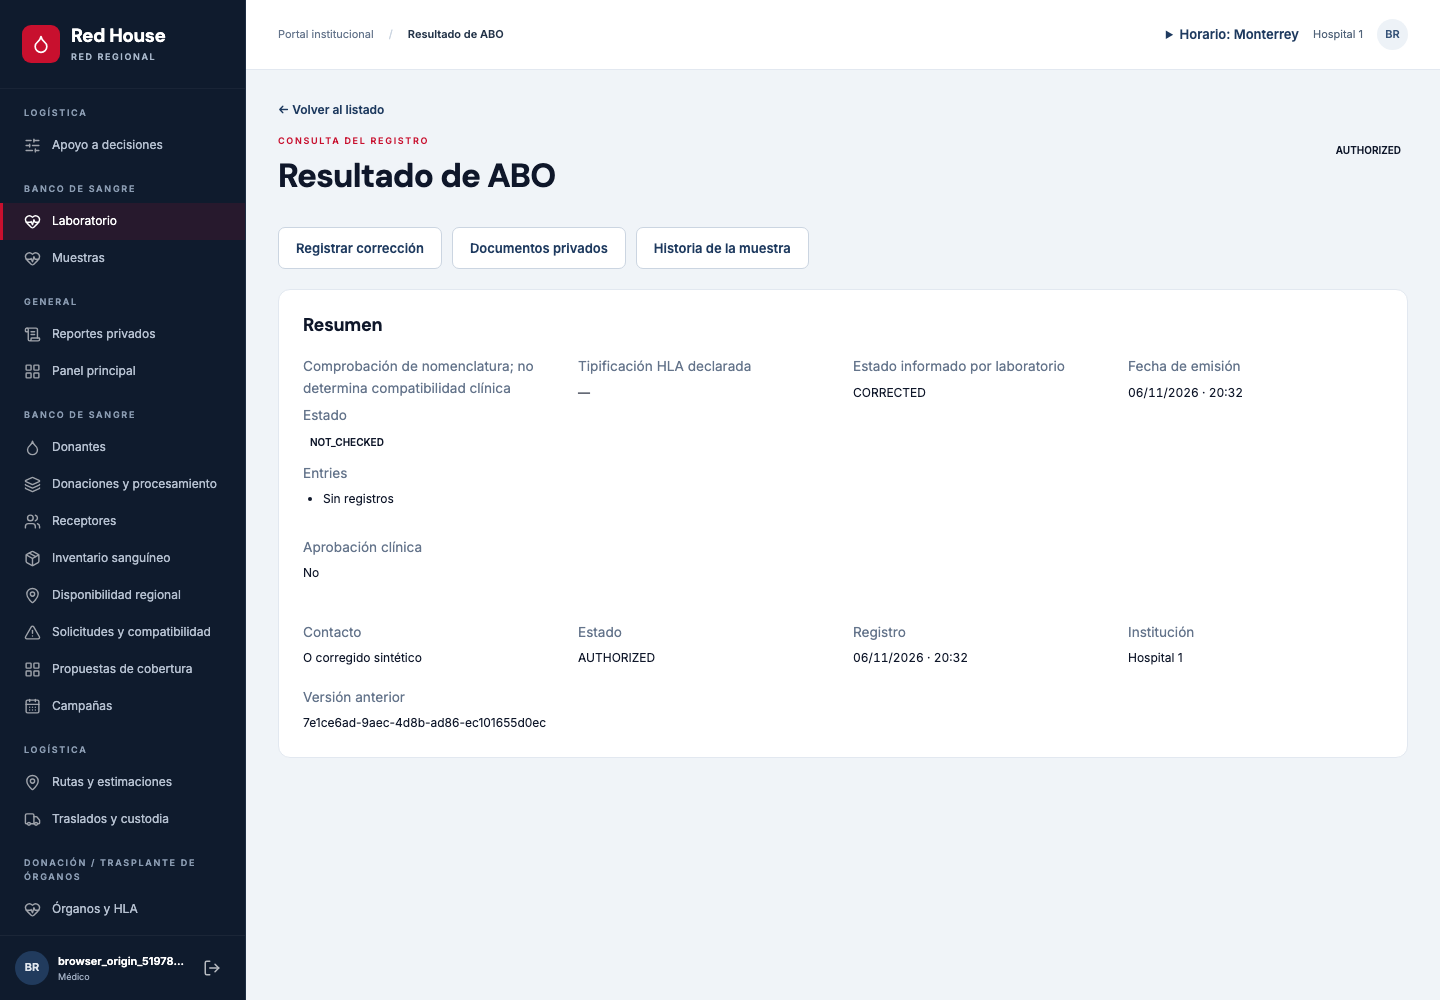 Red House
RED REGIONAL
LOGÍSTICA
Apoyo a decisiones
BANCO DE SANGRE
Laboratorio
Muestras
GENERAL
Reportes privados
Panel principal
BANCO DE SANGRE
Donantes
Donaciones y procesamiento
Receptores
Inventario sanguíneo
Disponibilidad regional
Solicitudes y compatibilidad
Propuestas de cobertura
Campañas
LOGÍSTICA
Rutas y estimaciones
Traslados y custodia
DONACIÓN / TRASPLANTE DE
ÓRGANOS
Órganos y HLA
BR
browser_origin_51978...
Médico
Portal institucional / Resultado de ABO
▶ Horario: Monterrey Hospital 1 BR
← Volver al listado
CONSULTA DEL REGISTRO
Resultado de ABO
AUTHORIZED
Registrar corrección
Documentos privados
Historia de la muestra
Resumen
Comprobación de nomenclatura; no
determina compatibilidad clínica
Estado
NOT_CHECKED
Entries
• Sin registros
Aprobación clínica
No
Tipificación HLA declarada
—
Estado informado por laboratorio
CORRECTED
Fecha de emisión
06/11/2026 · 20:32
Contacto
O corregido sintético
Estado
AUTHORIZED
Registro
06/11/2026 · 20:32
Institución
Hospital 1
Versión anterior
7e1ce6ad-9aec-4d8b-ad86-ec101655d0ec